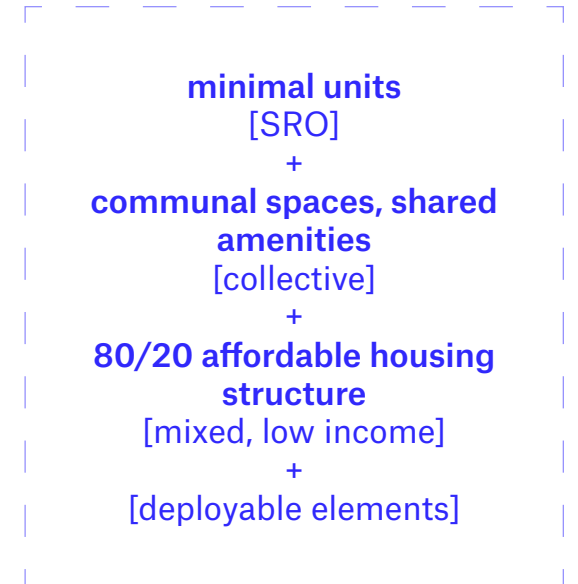 minimal units
[SRO]
+
communal spaces, shared
amenities
[collective]
+
80/20 affordable housing
structure
[mixed, low income]
+
[deployable elements]